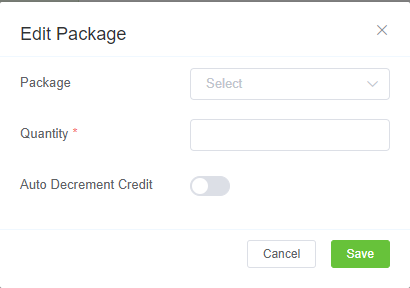 Edit Package
Package Select
Quantity *
Auto Decrement Credit
Cancel Save